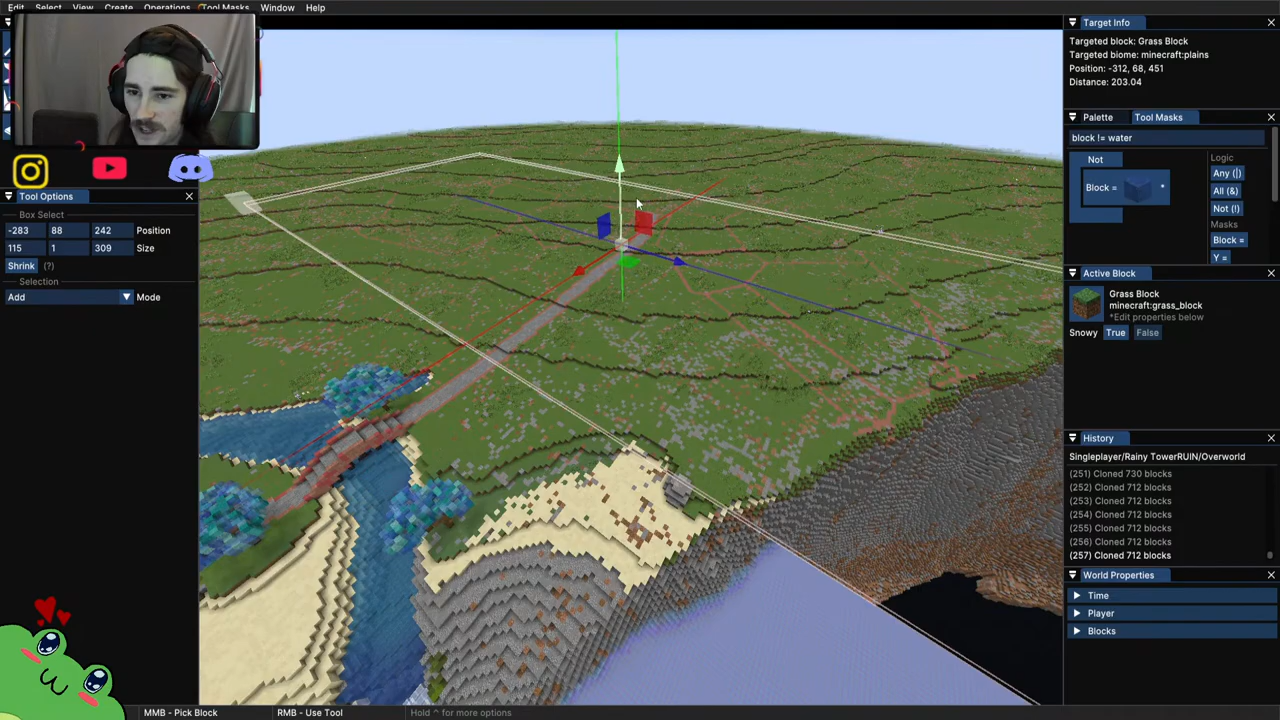 Edit Select View Create Operations Tool Masks Window Help
Target Info
Targeted block: Grass Block
Targeted biome: minecraft:plains
Position: -312, 68, 451
Distance: 203.04
Palette Tool Masks
block != water
Not
Block = *
Logic
Any (|)
All (&)
Not (!)
Masks
Block =
Y =
Tool Options
Box Select
-283 88 242 Position
115 1 309 Size
Shrink (?)
Selection
Add Mode
Active Block
Grass Block
minecraft:grass_block
*Edit properties below
Snowy True False
History
Singleplayer/Rainy TowerRUIN/Overworld
(251) Cloned 730 blocks
(252) Cloned 712 blocks
(253) Cloned 712 blocks
(254) Cloned 712 blocks
(255) Cloned 712 blocks
(256) Cloned 712 blocks
(257) Cloned 712 blocks
World Properties
Time
Player
Blocks
MMB - Pick Block RMB - Use Tool Hold ^ for more options